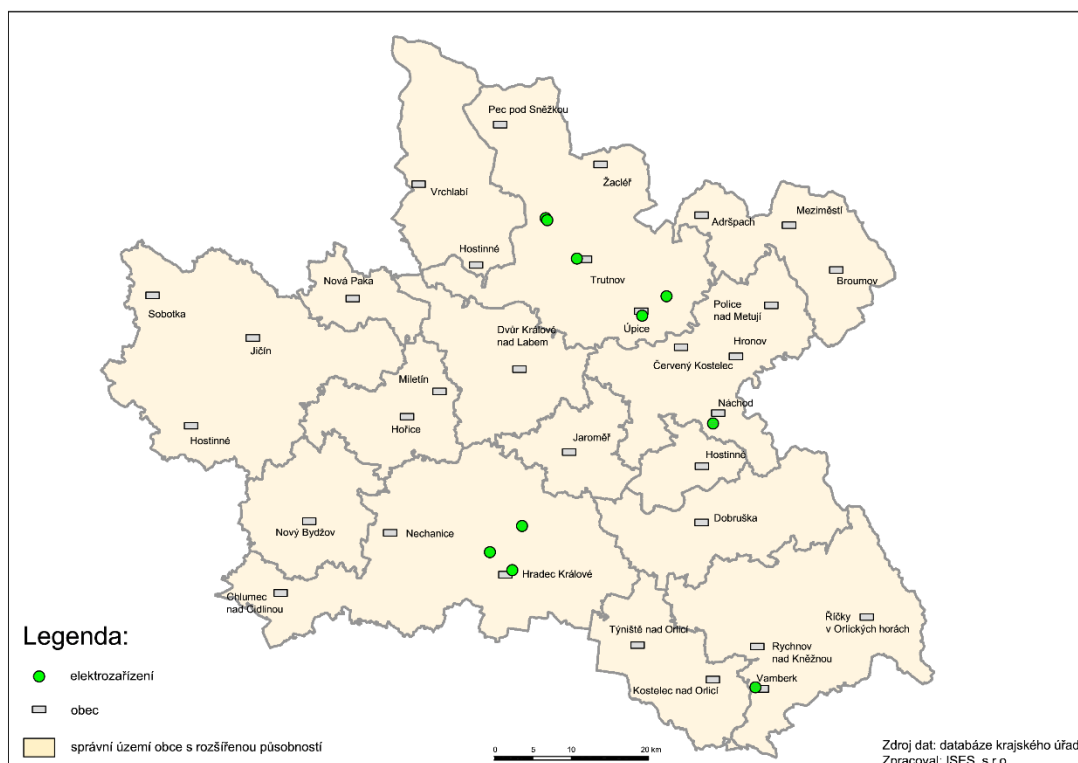 Pec pod Sněžkou
Žacléř
Vrchlabí
Adršpach
Meziměstí
Hostinné
Trutnov
Broumov
Nová Paka
Sobotka
Police
nad Metují
Úpice
Dvůr Králové
nad Labem
Hronov
Jičín
Červený Kostelec
Miletín
Náchod
Hořice
Hostinné
Jaroměř
Hostinné
Dobruška
Nový Bydžov
Nechanice
Hradec Králové
Chlumec
nad Cidlinou
Říčky
v Orlických horách
Týniště nad Orlicí
Rychnov
nad Kněžnou
Vamberk
Kostelec nad Orlicí
Legenda:
elektrozařízení
obec
správní území obce s rozšířenou působností
0 5 10 20 km
Zdroj dat: databáze krajského úřad
Zpracoval: ISES, s.r.o.